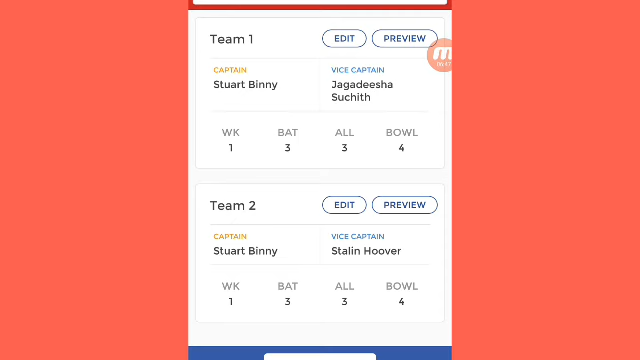 Team 1 EDIT PREVIEW
CAPTAIN VICE CAPTAIN
Stuart Binny Jagadeesha
Suchith
WK BAT ALL BOWL
1 3 3 4
Team 2 EDIT PREVIEW
CAPTAIN VICE CAPTAIN
Stuart Binny Stalin Hoover
WK BAT ALL BOWL
1 3 3 4